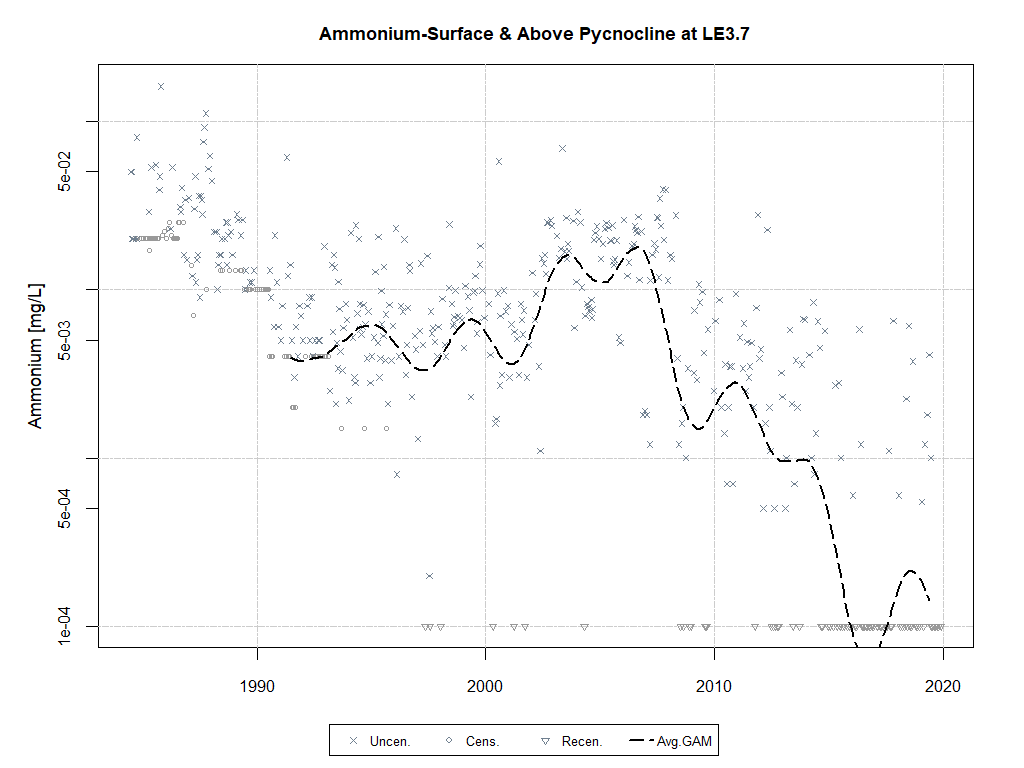 Ammonium-Surface & Above Pycnocline at LE3.7
Ammonium [mg/L]
5e-02
5e-03
5e-04
1e-04
1990 2000 2010 2020
Uncen. Cens. Recen. Avg.GAM